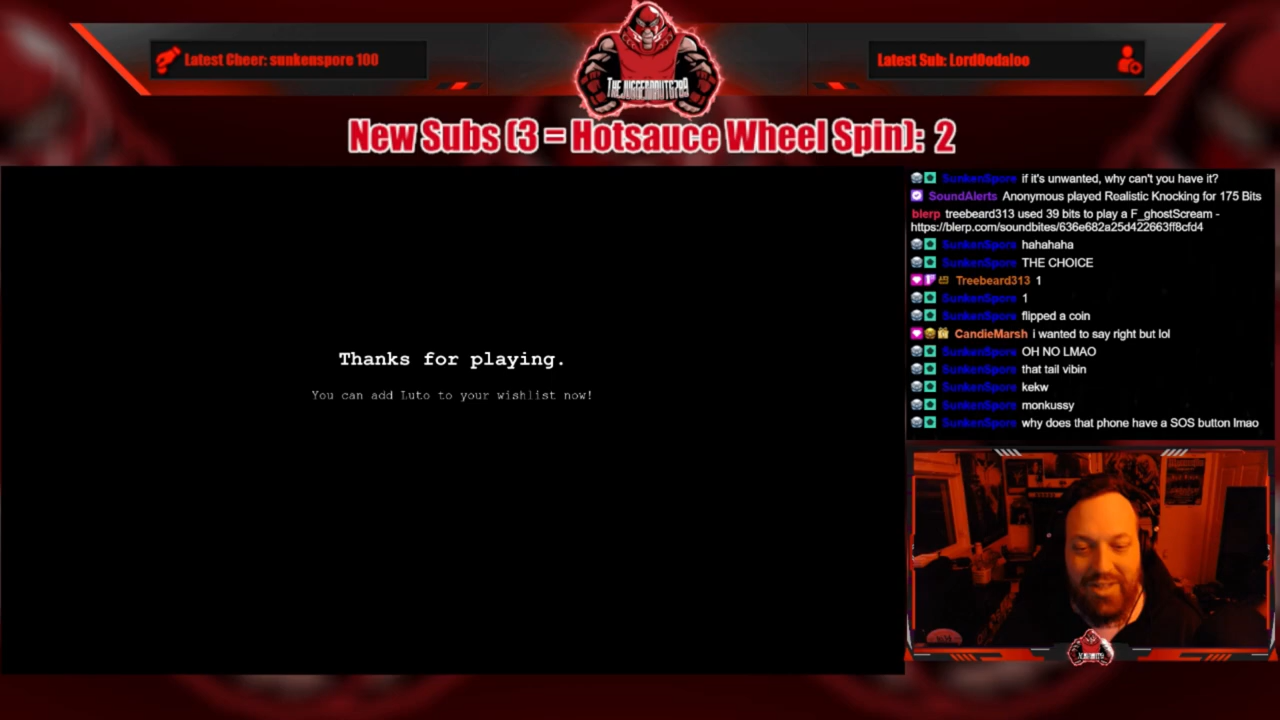 Latest Cheer: sunkenspore 100
THEJUGGERNAUTG789
Latest Sub: LordOodaloo
New Subs (3 = Hotsauce Wheel Spin): 2
SunkenSpore if it's unwanted, why can't you have it?
SoundAlerts Anonymous played Realistic Knocking for 175 Bits
blerp treebeard313 used 39 bits to play a F_ghostScream -
https://blerp.com/soundbites/636e682a25d422663ff8cfd4
SunkenSpore hahahaha
SunkenSpore THE CHOICE
Treebeard313 1
SunkenSpore 1
SunkenSpore flipped a coin
CandieMarsh i wanted to say right but lol
SunkenSpore OH NO LMAO
SunkenSpore that tail vibin
SunkenSpore kekw
SunkenSpore monkussy
SunkenSpore why does that phone have a SOS button lmao
Thanks for playing.
You can add Luto to your wishlist now!